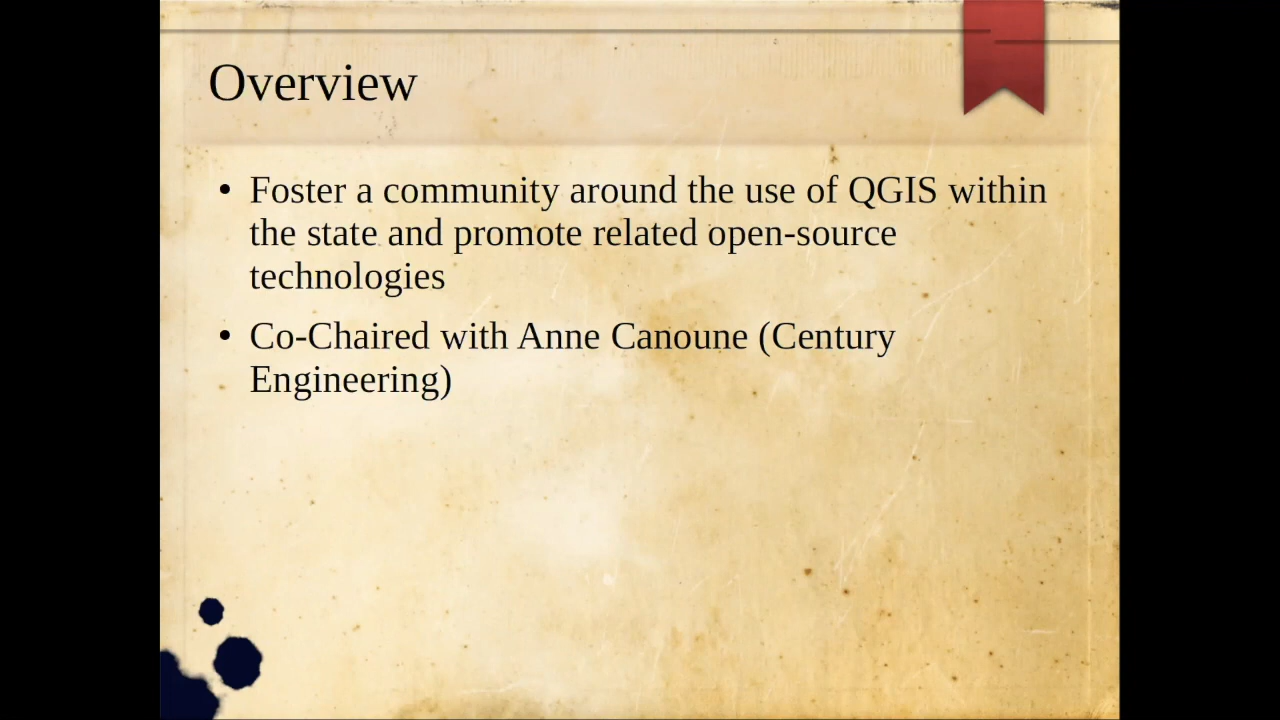 Overview
• Foster a community around the use of QGIS within
the state and promote related open-source
technologies
• Co-Chaired with Anne Canoune (Century
Engineering)